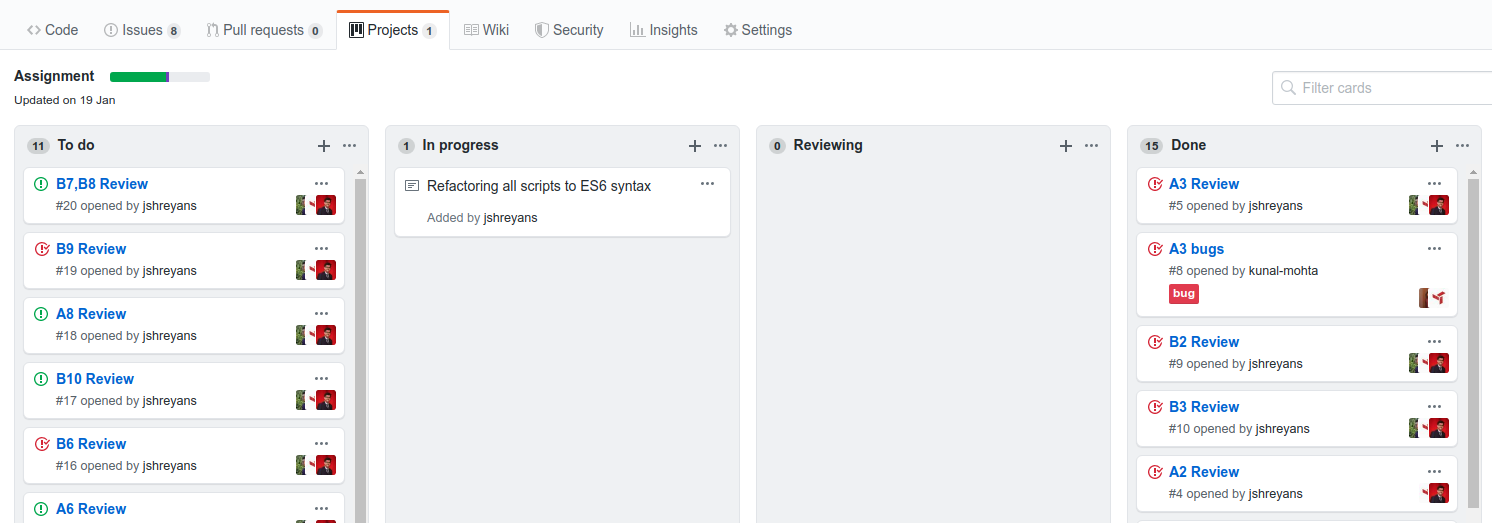 Code Issues 8 Pull requests 0 Projects 1 Wiki Security Insights Settings
Assignment
Updated on 19 Jan
Filter cards
11 To do
B7,B8 Review
#20 opened by jshreyans
B9 Review
#19 opened by jshreyans
A8 Review
#18 opened by jshreyans
B10 Review
#17 opened by jshreyans
B6 Review
#16 opened by jshreyans
A6 Review
1 In progress
Refactoring all scripts to ES6 syntax
Added by jshreyans
0 Reviewing
15 Done
A3 Review
#5 opened by jshreyans
A3 bugs
#8 opened by kunal-mohta
bug
B2 Review
#9 opened by jshreyans
B3 Review
#10 opened by jshreyans
A2 Review
#4 opened by jshreyans